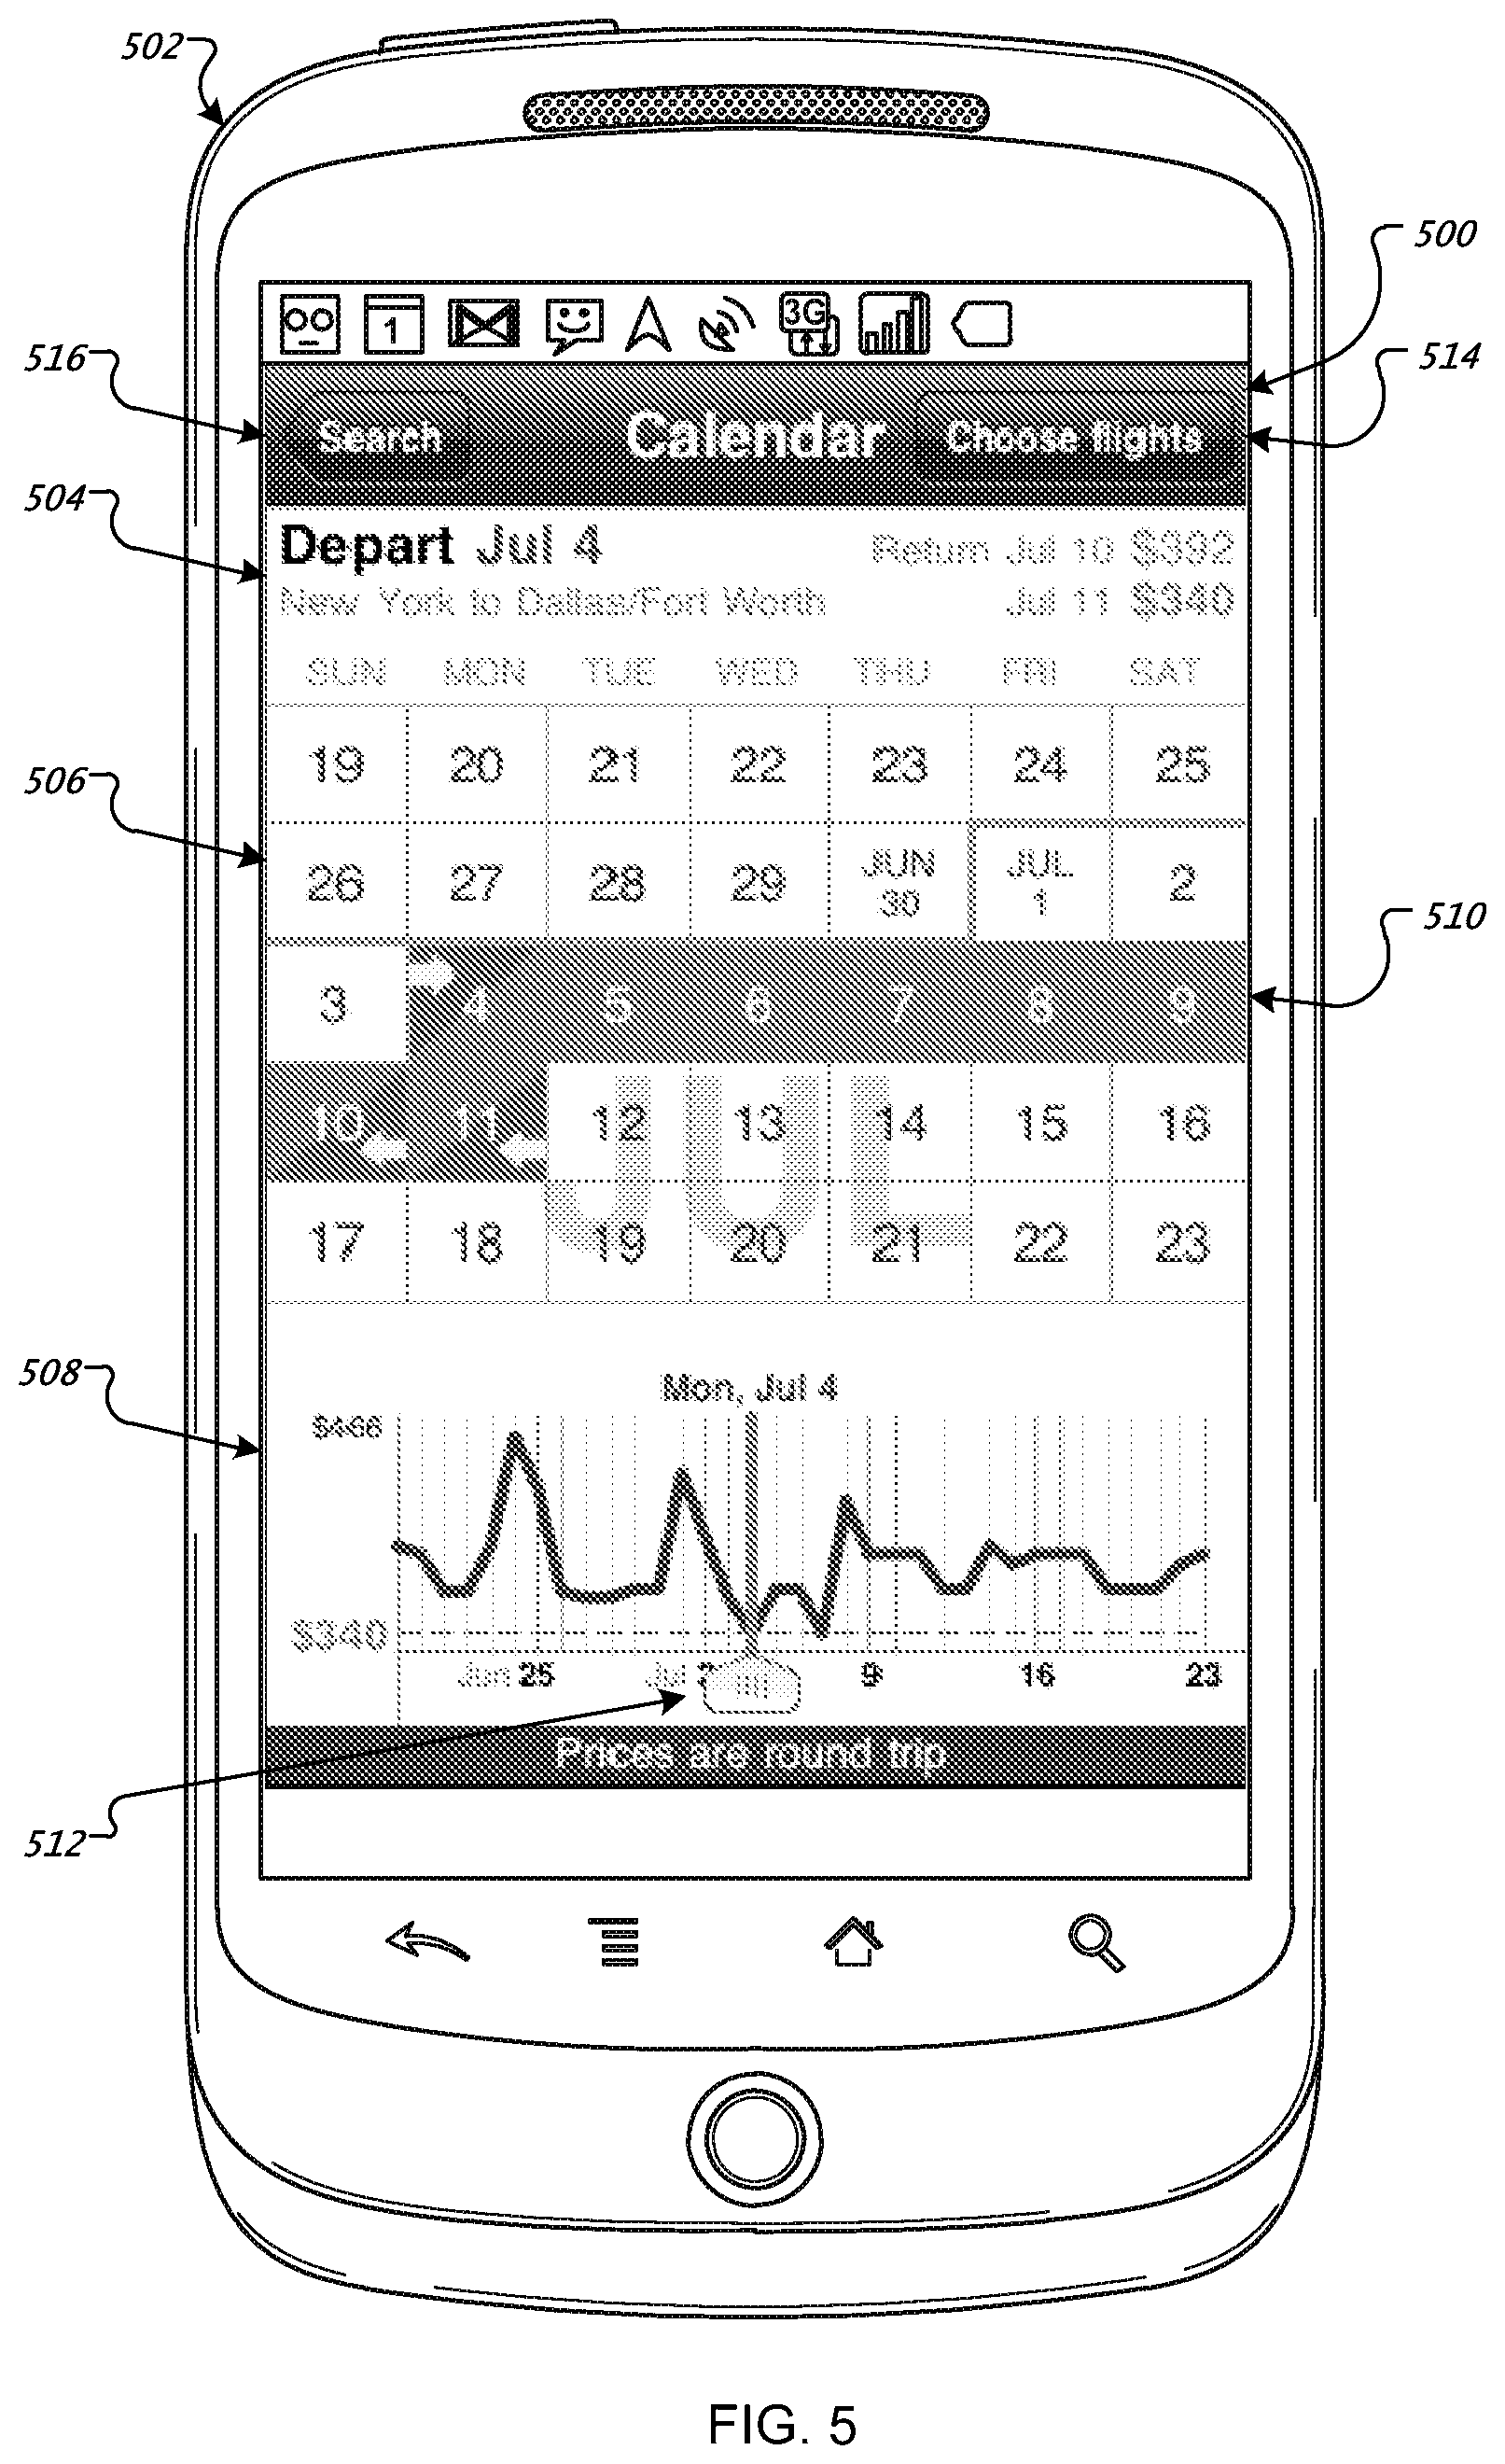 502
500
3G
1
516
514
Search Calendar Choose flights
504
Depart Jul 4 Return Jul 10 $392
New York to Dallas/Fort Worth Jul 11 $340
SUN MON TUE WED THU FRI SAT
19 20 21 22 23 24 25
506
26 27 28 29 JUN 30 JUL 1 2
510
3 4 5 6 7 8 9
10 11 12 13 14 15 16
JUL
17 18 19 20 21 22 23
508
Mon, Jul 4
$466
$340
Jun 25 Jul 9 16 23
Prices are round trip
512
FIG. 5